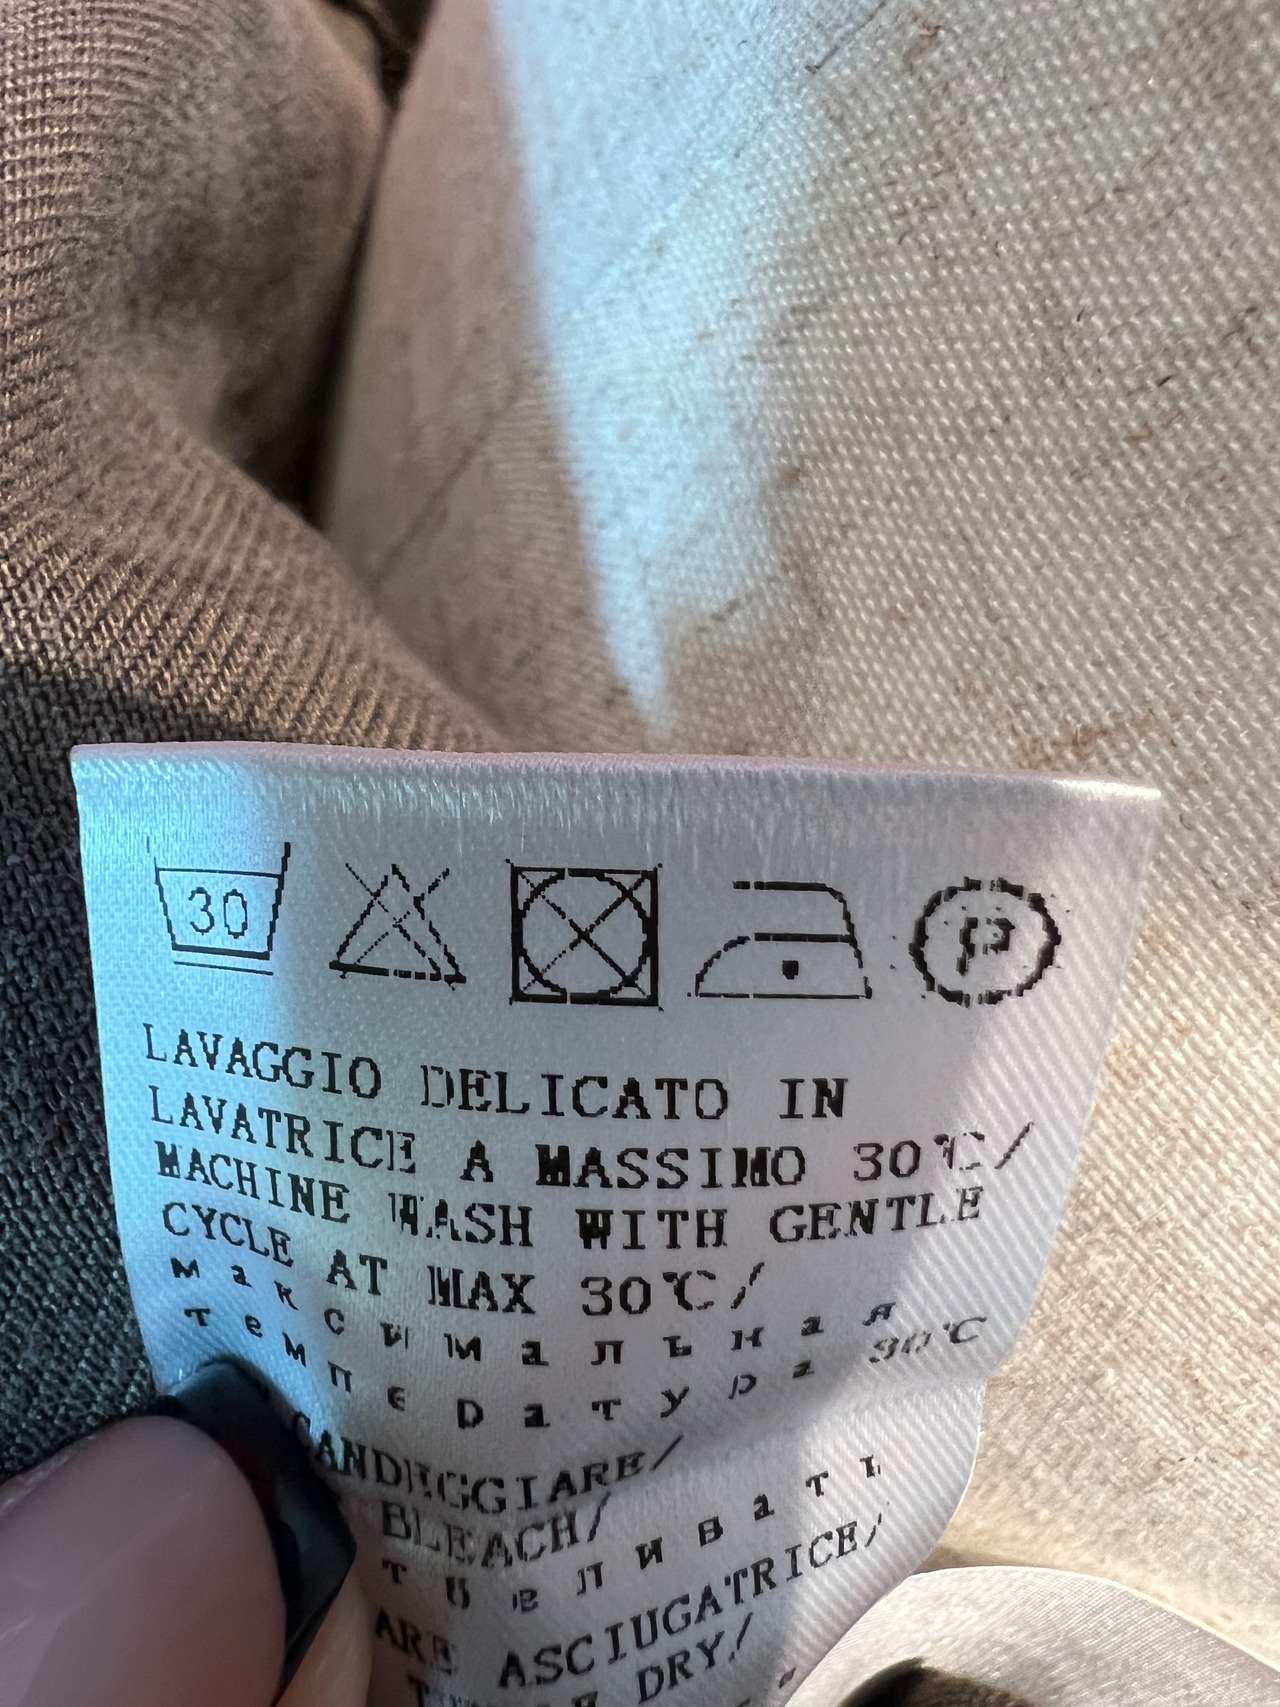 30
P
LAVAGGIO DELICATO IN
LAVATRICE A MASSIMO 30℃/
MACHINE WASH WITH GENTLE
CYCLE AT MAX 30℃/
максимальная
температура 30℃
CANDEGGIARE/
BLEACH/
ASCIUGATRICE/
DRY/